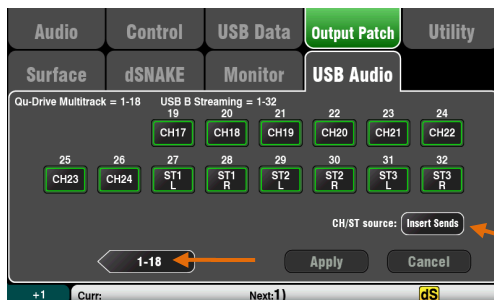 Audio Control USB Data Output Patch Utility
Surface dSNAKE Monitor USB Audio
Qu-Drive Multitrack = 1-18 USB B Streaming = 1-32
19 20 21 22 23 24
CH17 CH18 CH19 CH20 CH21 CH22
25 26 27 28 29 30 31 32
CH23 CH24 ST1 L ST1 R ST2 L ST2 R ST3 L ST3 R
CH/ST source: Insert Sends
1-18 Apply Cancel
+1 Curr: Next:1) dS